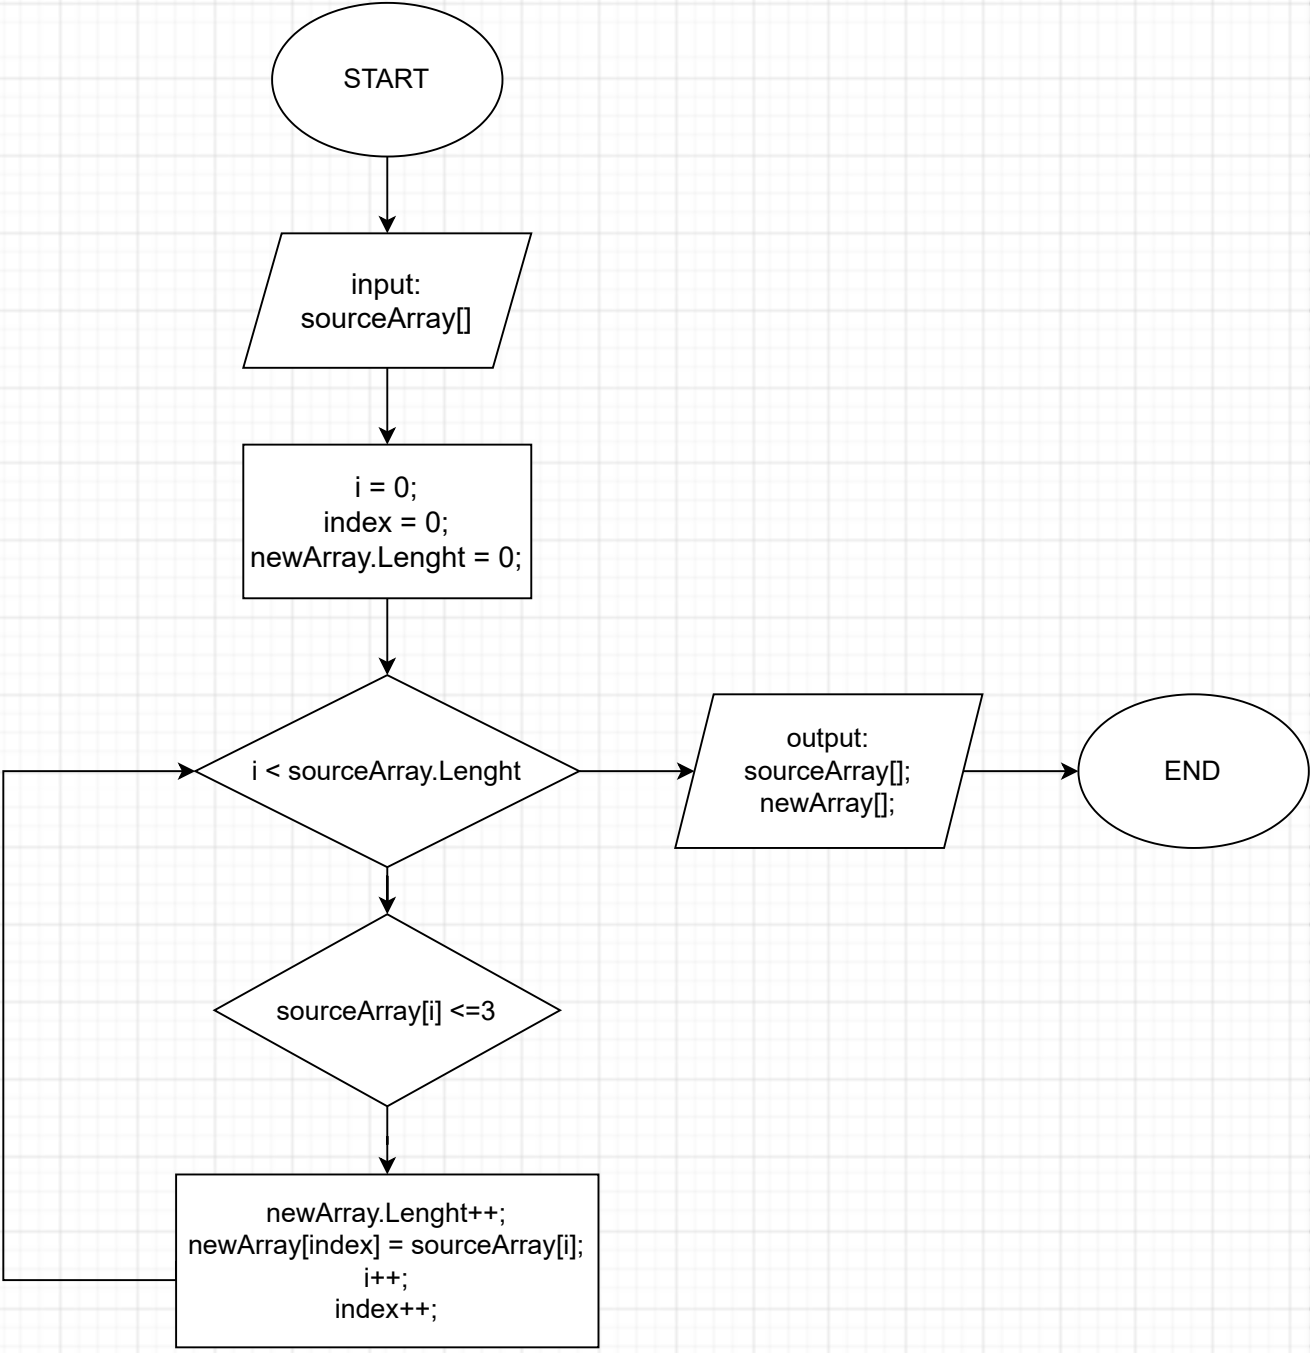 START
input:
sourceArray[]
i = 0;
index = 0;
newArray.Lenght = 0;
i < sourceArray.Lenght
output:
sourceArray[];
newArray[];
END
sourceArray[i] <=3
newArray.Lenght++;
newArray[index] = sourceArray[i];
i++;
index++;